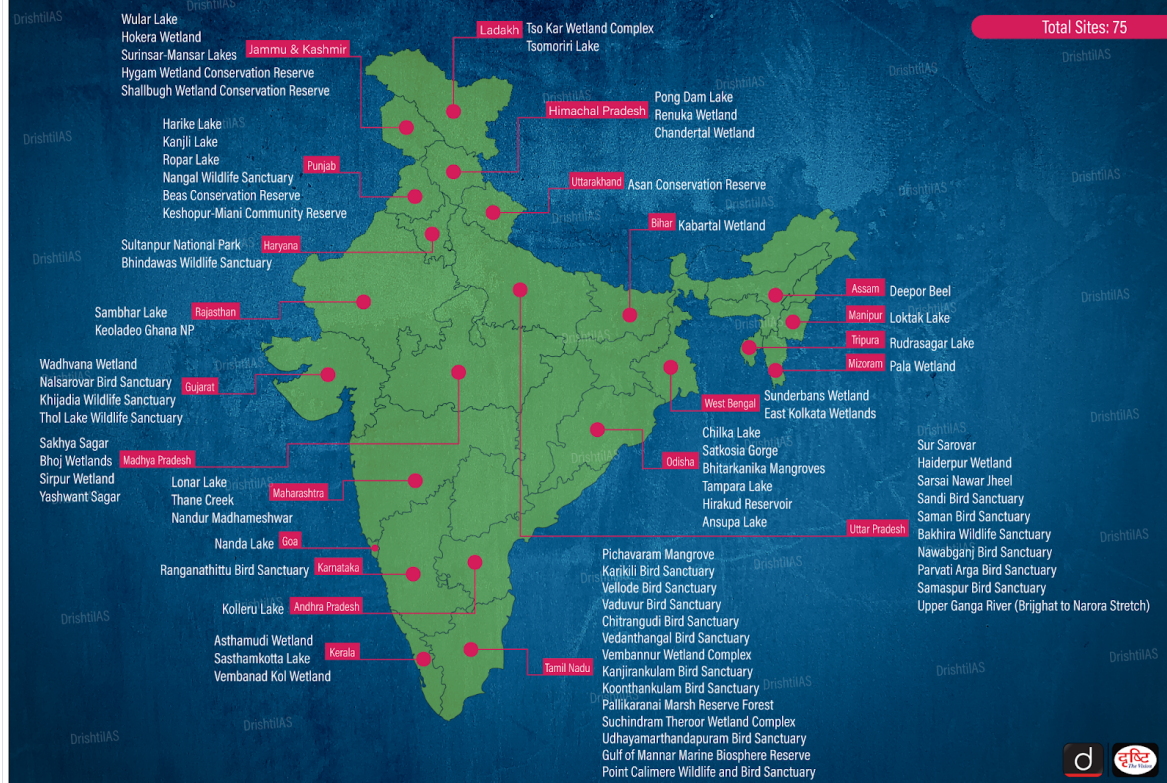 Total Sites: 75
Ladakh
Tso Kar Wetland Complex
Tsomoriri Lake
Jammu & Kashmir
Wular Lake
Hokera Wetland
Surinsar-Mansar Lakes
Hygam Wetland Conservation Reserve
Shallbugh Wetland Conservation Reserve
Himachal Pradesh
Pong Dam Lake
Renuka Wetland
Chandertal Wetland
Punjab
Harike Lake
Kanjli Lake
Ropar Lake
Nangal Wildlife Sanctuary
Beas Conservation Reserve
Keshopur-Miani Community Reserve
Uttarakhand
Asan Conservation Reserve
Haryana
Sultanpur National Park
Bhindawas Wildlife Sanctuary
Bihar
Kabartal Wetland
Rajasthan
Sambhar Lake
Keoladeo Ghana NP
Assam
Deepor Beel
Manipur
Loktak Lake
Tripura
Rudrasagar Lake
Mizoram
Pala Wetland
Gujarat
Wadhvana Wetland
Nalsarovar Bird Sanctuary
Khijadia Wildlife Sanctuary
Thol Lake Wildlife Sanctuary
West Bengal
Sunderbans Wetland
East Kolkata Wetlands
Madhya Pradesh
Sakhya Sagar
Bhoj Wetlands
Sirpur Wetland
Yashwant Sagar
Odisha
Chilka Lake
Satkosia Gorge
Bhitarkanika Mangroves
Tampara Lake
Hirakud Reservoir
Ansupa Lake
Maharashtra
Lonar Lake
Thane Creek
Nandur Madhameshwar
Uttar Pradesh
Sur Sarovar
Haiderpur Wetland
Sarsai Nawar Jheel
Sandi Bird Sanctuary
Saman Bird Sanctuary
Bakhira Wildlife Sanctuary
Nawabganj Bird Sanctuary
Parvati Arga Bird Sanctuary
Samaspur Bird Sanctuary
Upper Ganga River (Brijghat to Narora Stretch)
Goa
Nanda Lake
Karnataka
Ranganathittu Bird Sanctuary
Andhra Pradesh
Kolleru Lake
Kerala
Asthamudi Wetland
Sasthamkotta Lake
Vembanad Kol Wetland
Tamil Nadu
Pichavaram Mangrove
Karikili Bird Sanctuary
Vellode Bird Sanctuary
Vaduvur Bird Sanctuary
Chitrangudi Bird Sanctuary
Vedanthangal Bird Sanctuary
Vembannur Wetland Complex
Kanjirankulam Bird Sanctuary
Koonthankulam Bird Sanctuary
Pallikaranai Marsh Reserve Forest
Suchindram Theroor Wetland Complex
Udhayamarthandapuram Bird Sanctuary
Gulf of Mannar Marine Biosphere Reserve
Point Calimere Wildlife and Bird Sanctuary
DrishtiIAS
d
दृष्टि
The Vision